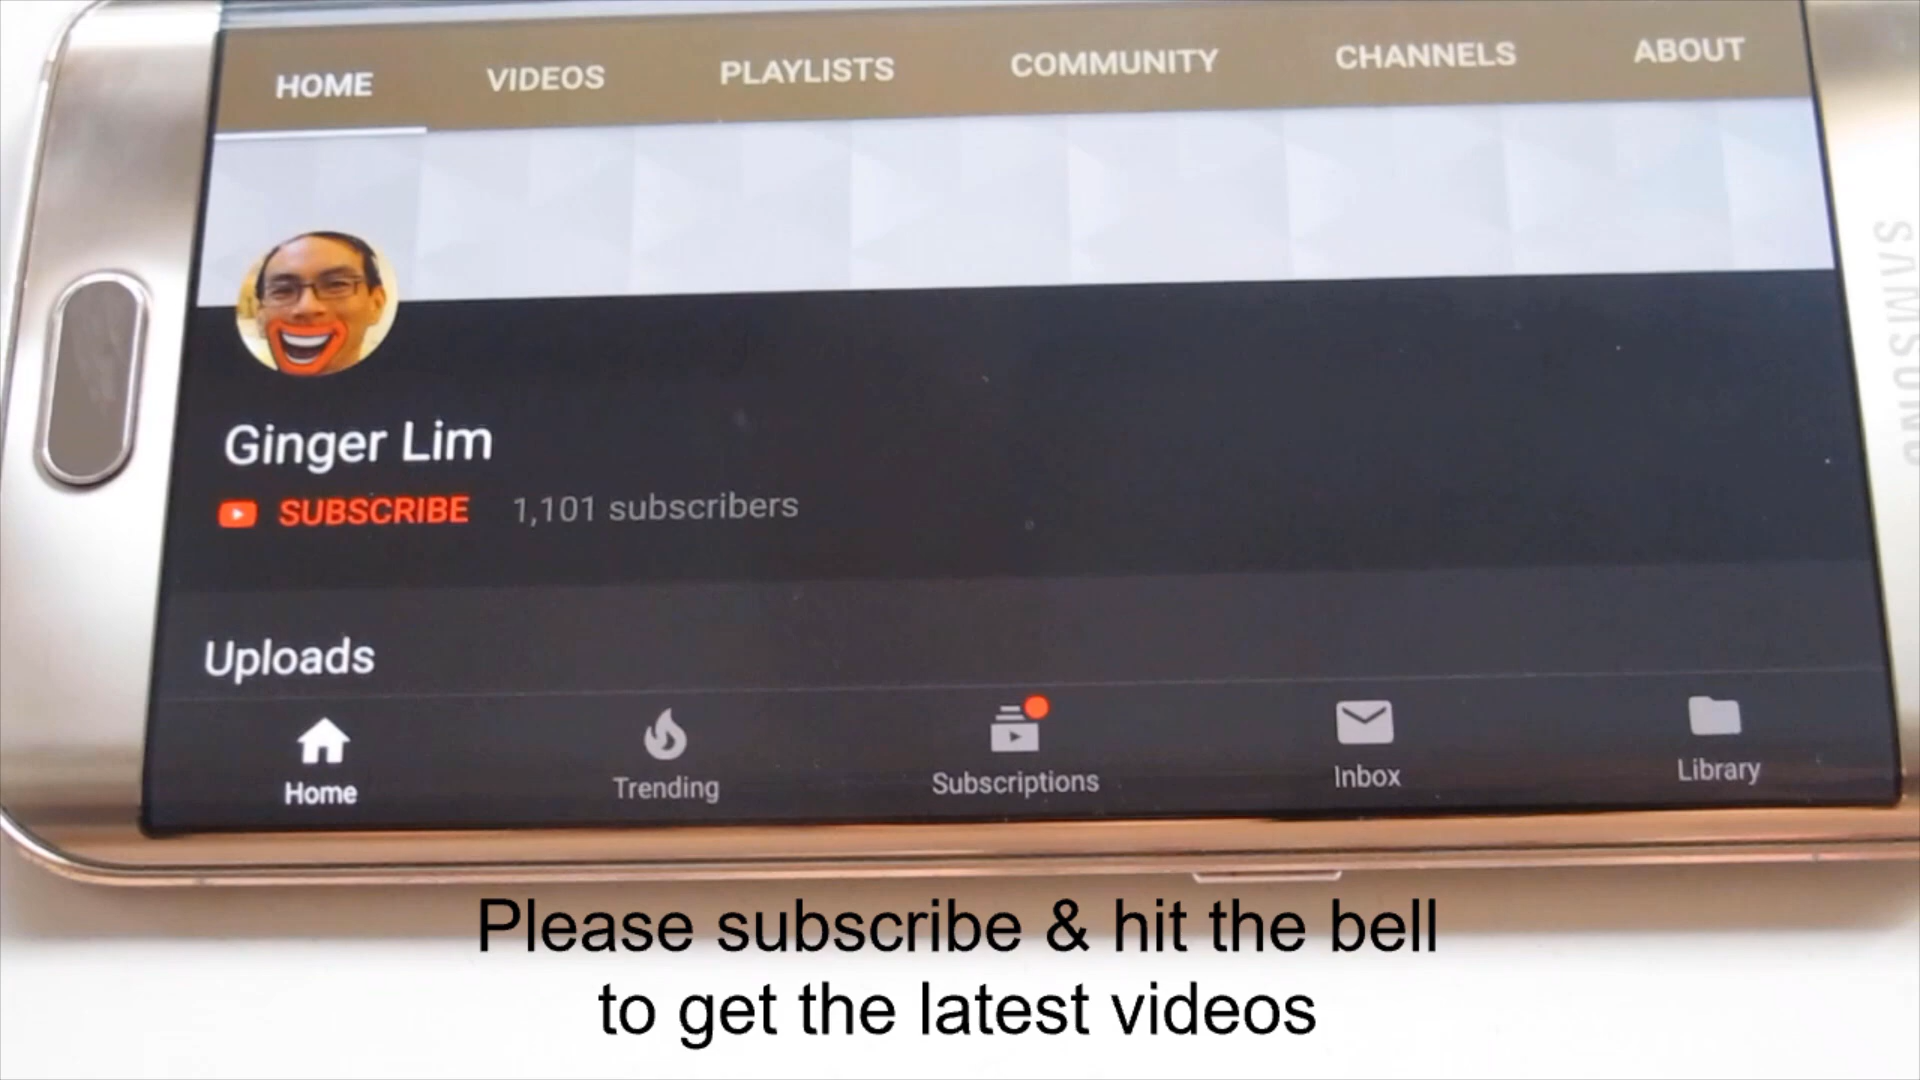 HOME VIDEOS PLAYLISTS COMMUNITY CHANNELS ABOUT
Ginger Lim
SUBSCRIBE 1,101 subscribers
Uploads
Home Trending Subscriptions Inbox Library
SAMSUNG
Please subscribe & hit the bell
to get the latest videos